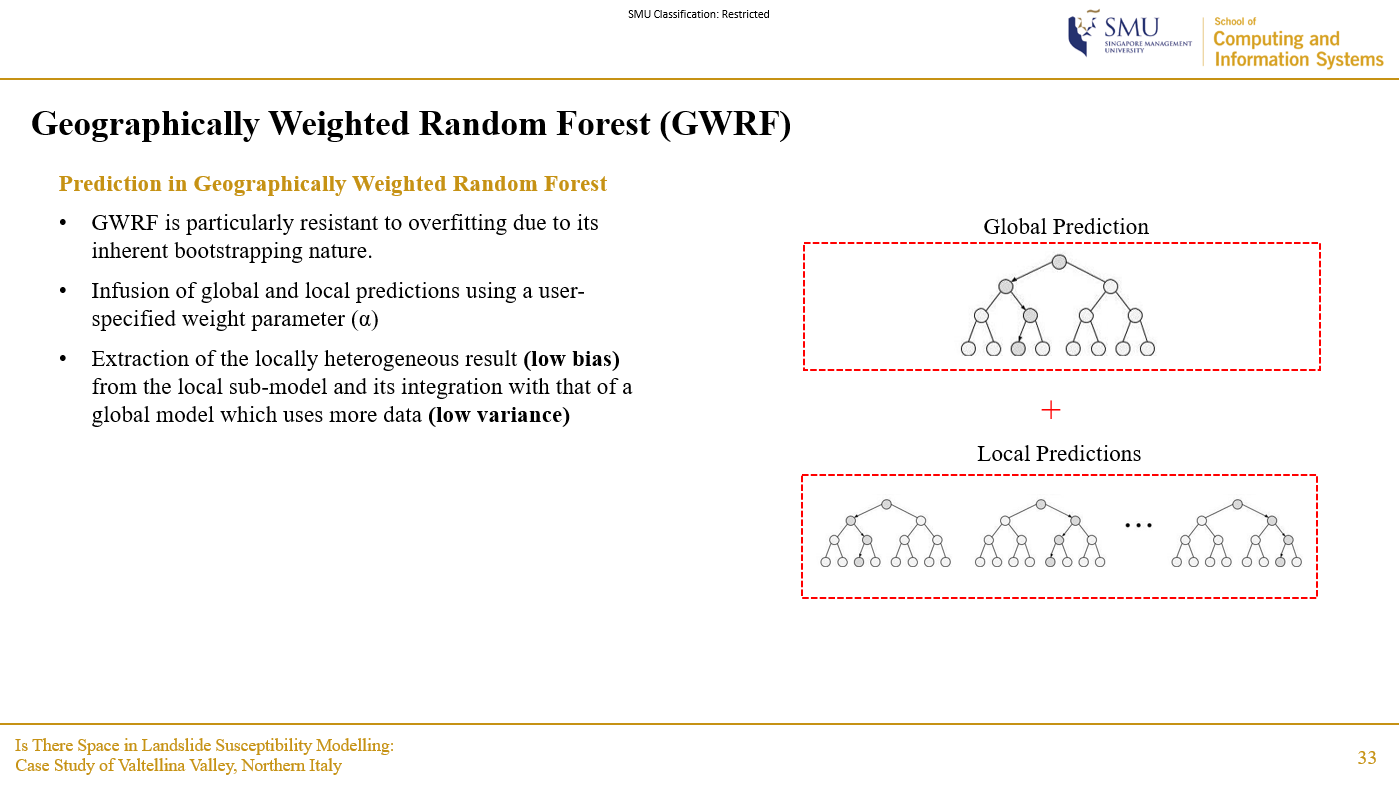 SMU Classification: Restricted
SMU
SINGAPORE MANAGEMENT
UNIVERSITY
School of
Computing and
Information Systems
Geographically Weighted Random Forest (GWRF)
Prediction in Geographically Weighted Random Forest
• GWRF is particularly resistant to overfitting due to its
inherent bootstrapping nature.
• Infusion of global and local predictions using a user-
specified weight parameter (α)
• Extraction of the locally heterogeneous result (low bias)
from the local sub-model and its integration with that of a
global model which uses more data (low variance)
Global Prediction
+
Local Predictions
...
Is There Space in Landslide Susceptibility Modelling:
Case Study of Valtellina Valley, Northern Italy
33